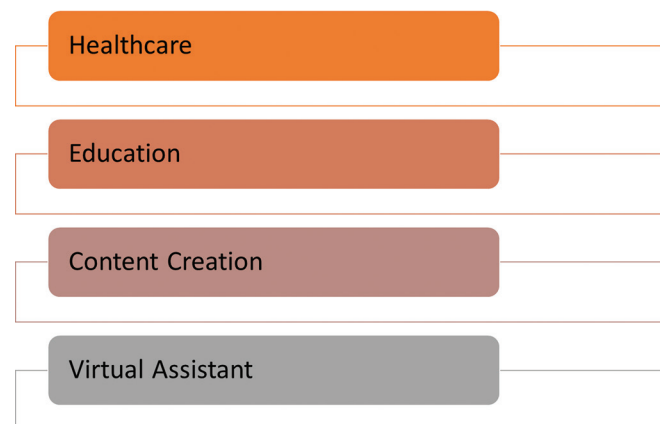 Healthcare
Education
Content Creation
Virtual Assistant